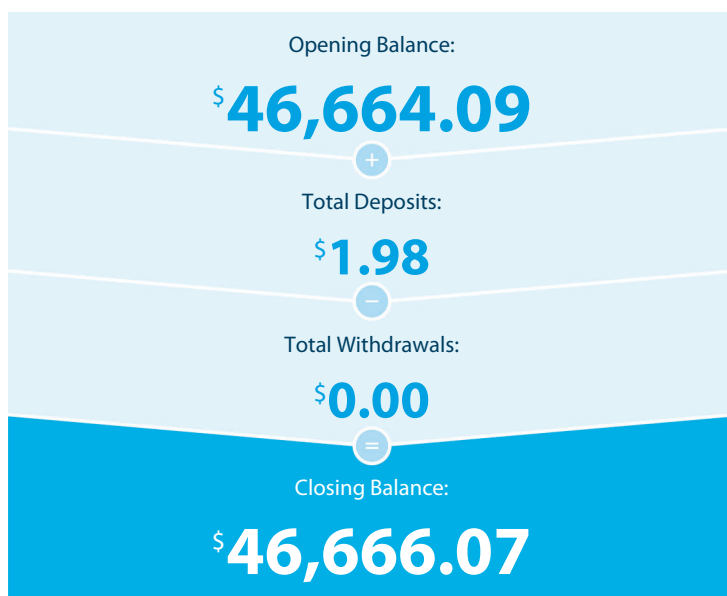 Opening Balance:
$46,664.09
+
Total Deposits:
$1.98
−
Total Withdrawals:
$0.00
=
Closing Balance:
$46,666.07